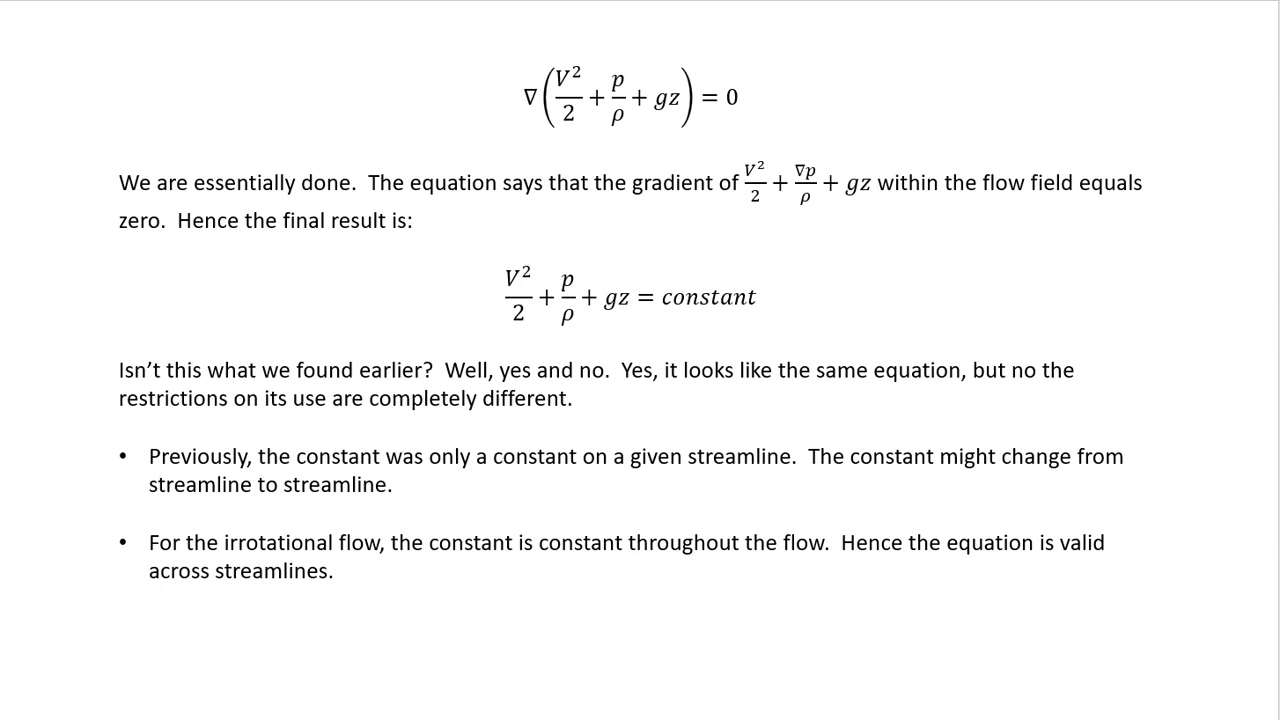 ∇(V²/2 + p/ρ + gz) = 0
We are essentially done.  The equation says that the gradient of V²/2 + ∇p/ρ + gz within the flow field equals
zero.  Hence the final result is:
V²/2 + p/ρ + gz = constant
Isn't this what we found earlier?  Well, yes and no.  Yes, it looks like the same equation, but no the
restrictions on its use are completely different.
• Previously, the constant was only a constant on a given streamline.  The constant might change from
streamline to streamline.
• For the irrotational flow, the constant is constant throughout the flow.  Hence the equation is valid
across streamlines.